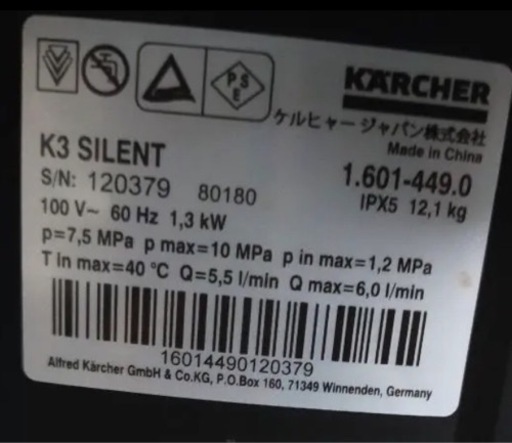 KÄRCHER
ケルヒャージャパン株式会社
Made in China
K3 SILENT
1.601-449.0
S/N: 120379 80180
IPX5 12,1 kg
100 V~ 60 Hz 1,3 kW
p=7,5 MPa p max=10 MPa p in max=1,2 MPa
T in max=40 °C Q=5,5 l/min Q max=6,0 l/min
16014490120379
Alfred Kärcher GmbH & Co.KG, P.O.Box 160, 71349 Winnenden, Germany
PSE